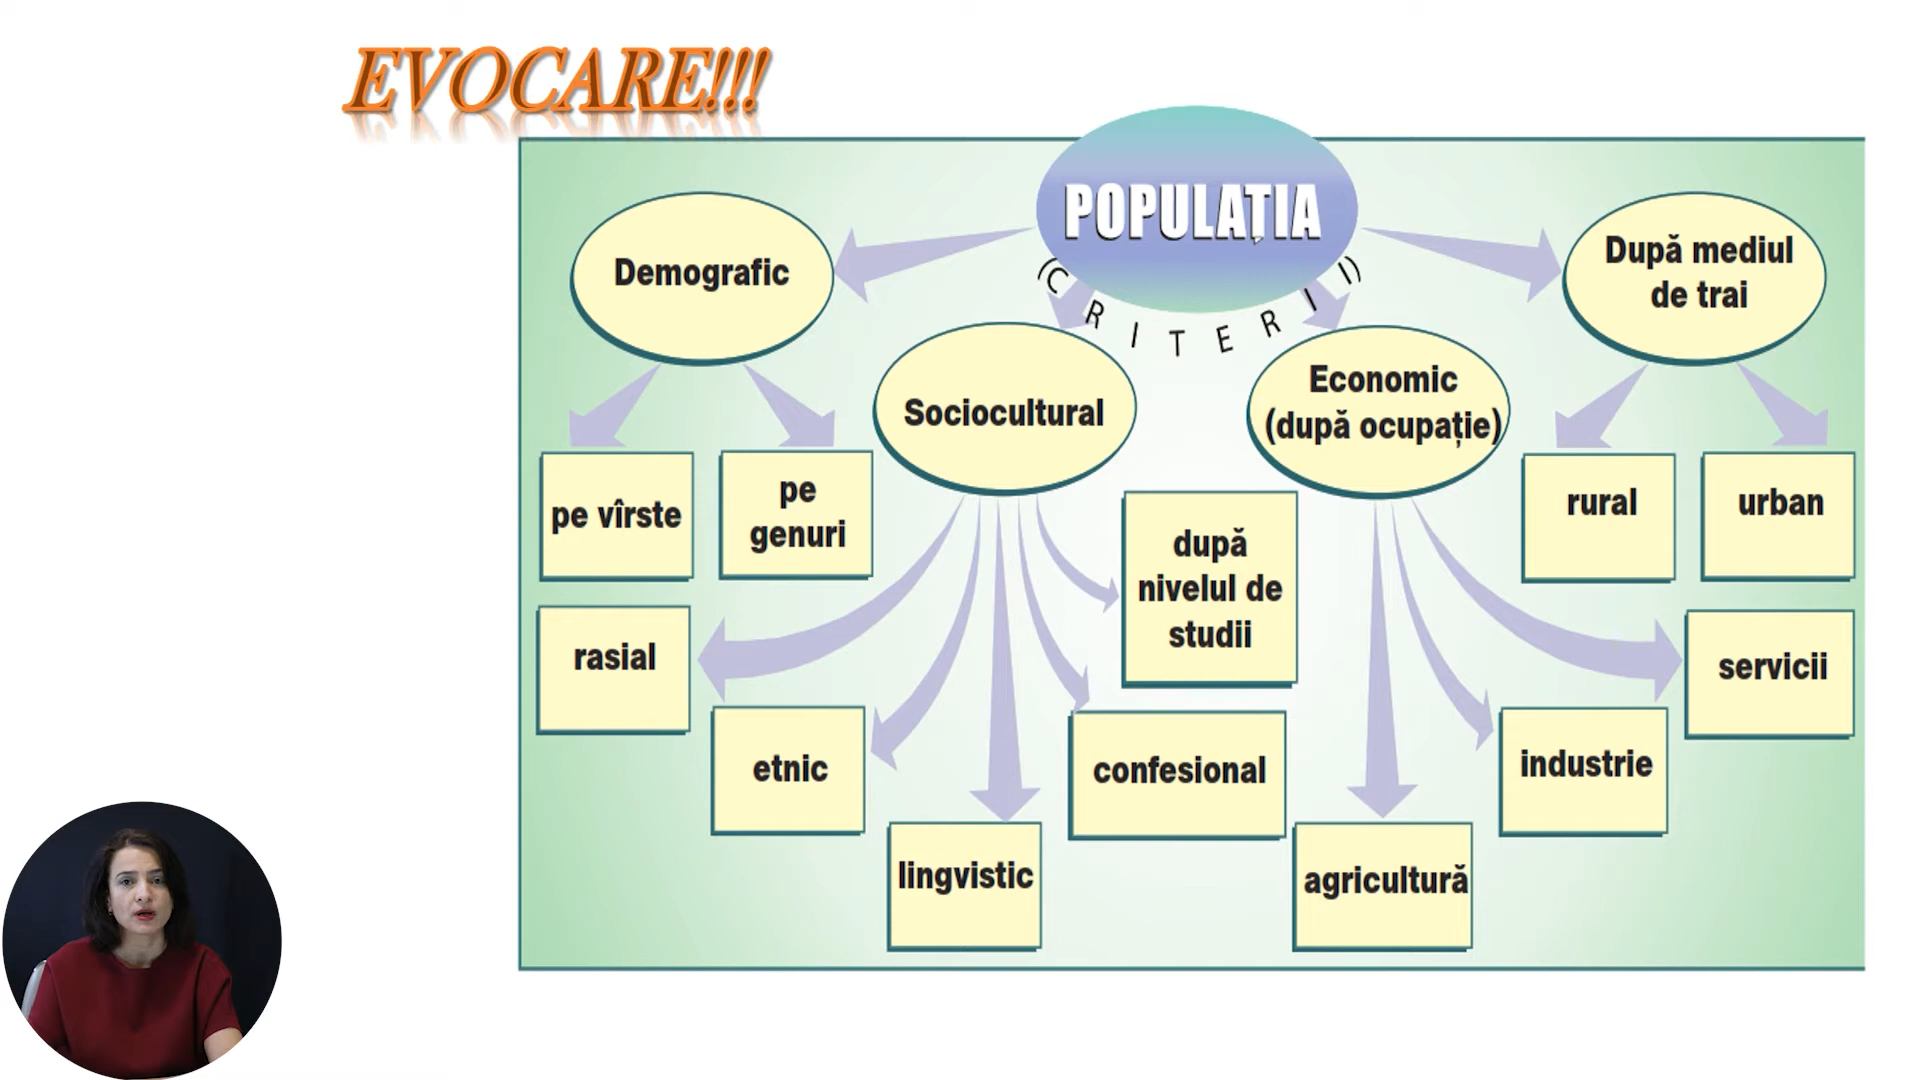 EVOCARE!!!
POPULAȚIA
(CRITERII)
Demografic
După mediul
de trai
Sociocultural
Economic
(după ocupație)
pe vîrste
pe
genuri
rural
urban
după
nivelul de
studii
rasial
servicii
etnic
confesional
industrie
lingvistic
agricultură